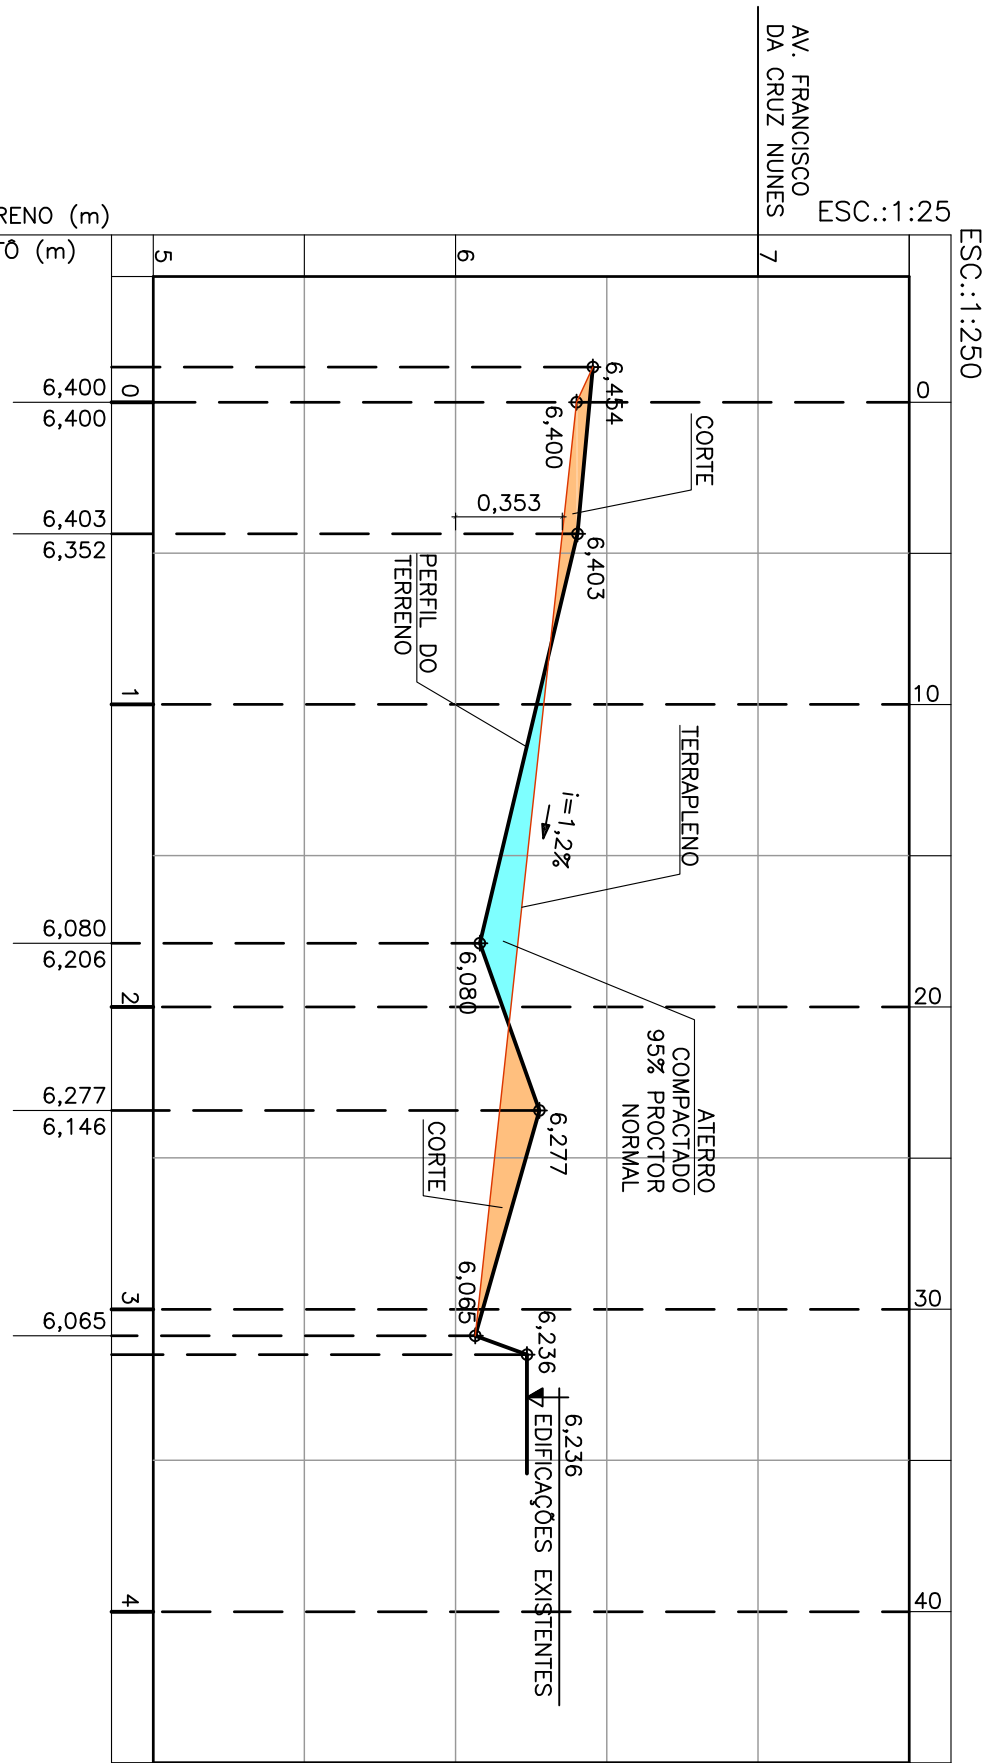 AV. FRANCISCO
DA CRUZ NUNES
ESC.:1:25
ESC.:1:250
RENO (m)
TÔ (m)
5
6
7
0
10
20
30
40
0
1
2
3
4
6,400
6,400
6,403
6,352
6,080
6,206
6,277
6,146
6,065
6,454
6,400
CORTE
0,353
6,403
PERFIL DO
TERRENO
TERRAPLENO
i=1,2%
6,080
ATERRO
COMPACTADO
95% PROCTOR
NORMAL
6,277
CORTE
6,065
6,236
6,236
EDIFICAÇÕES EXISTENTES